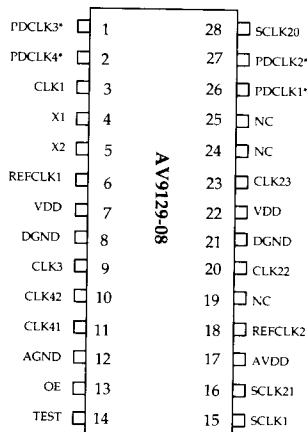 PDCLK3* 1 28 SCLK20
PDCLK4* 2 27 PDCLK2*
CLK1 3 26 PDCLK1*
X1 4 25 NC
X2 5 24 NC
REFCLK1 6 23 CLK23
VDD 7 22 VDD
DGND 8 21 DGND
CLK3 9 20 CLK22
CLK42 10 19 NC
CLK41 11 18 REFCLK2
AGND 12 17 AVDD
OE 13 16 SCLK21
TEST 14 15 SCLK1
AV9129-08